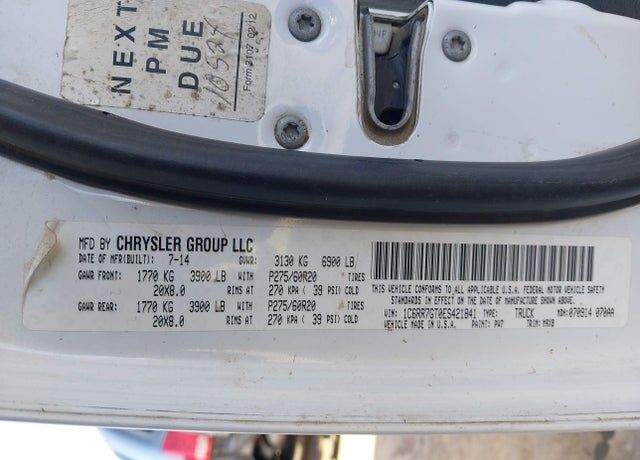 NEXT
PM
DUE
Form 3102 02/12
MFD BY CHRYSLER GROUP LLC
DATE OF MFR(BUILT): 7-14 GVWR: 3130 KG 6900 LB
GAWR FRONT: 1770 KG 3900 LB WITH P275/60R20 TIRES
20X8.0 RIMS AT 270 KPA ( 39 PSI) COLD
GAWR REAR: 1770 KG 3900 LB WITH P275/60R20 TIRES
20X8.0 RIMS AT 270 KPA ( 39 PSI) COLD
THIS VEHICLE CONFORMS TO ALL APPLICABLE U.S.A. FEDERAL MOTOR VEHICLE SAFETY
STANDARDS IN EFFECT ON THE DATE OF MANUFACTURE SHOWN ABOVE.
VIN: 1C6RR7GT0ES421841 TYPE: TRUCK MDH:070914 070AA
VEHICLE MADE IN U.S.A. PAINT: PW7 TRIM: